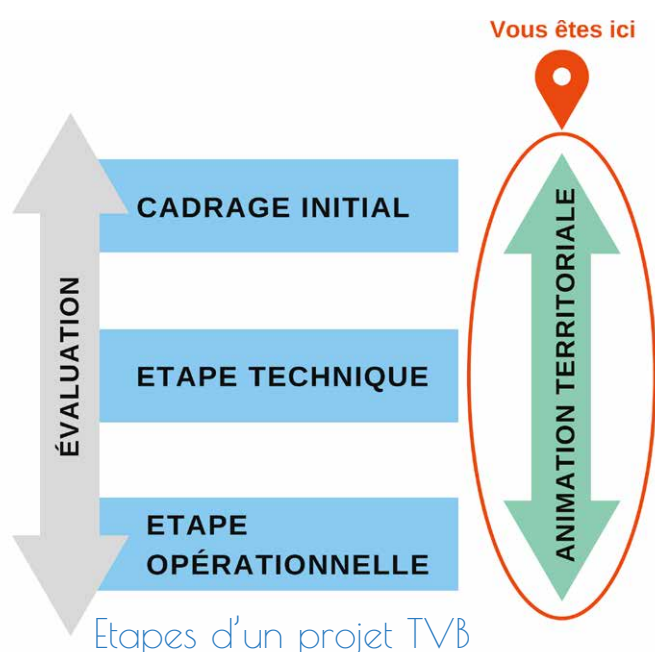 Vous êtes ici
CADRAGE INITIAL
ÉVALUATION
ETAPE TECHNIQUE
ANIMATION TERRITORIALE
ETAPE
OPÉRATIONNELLE
Etapes d'un projet TVB